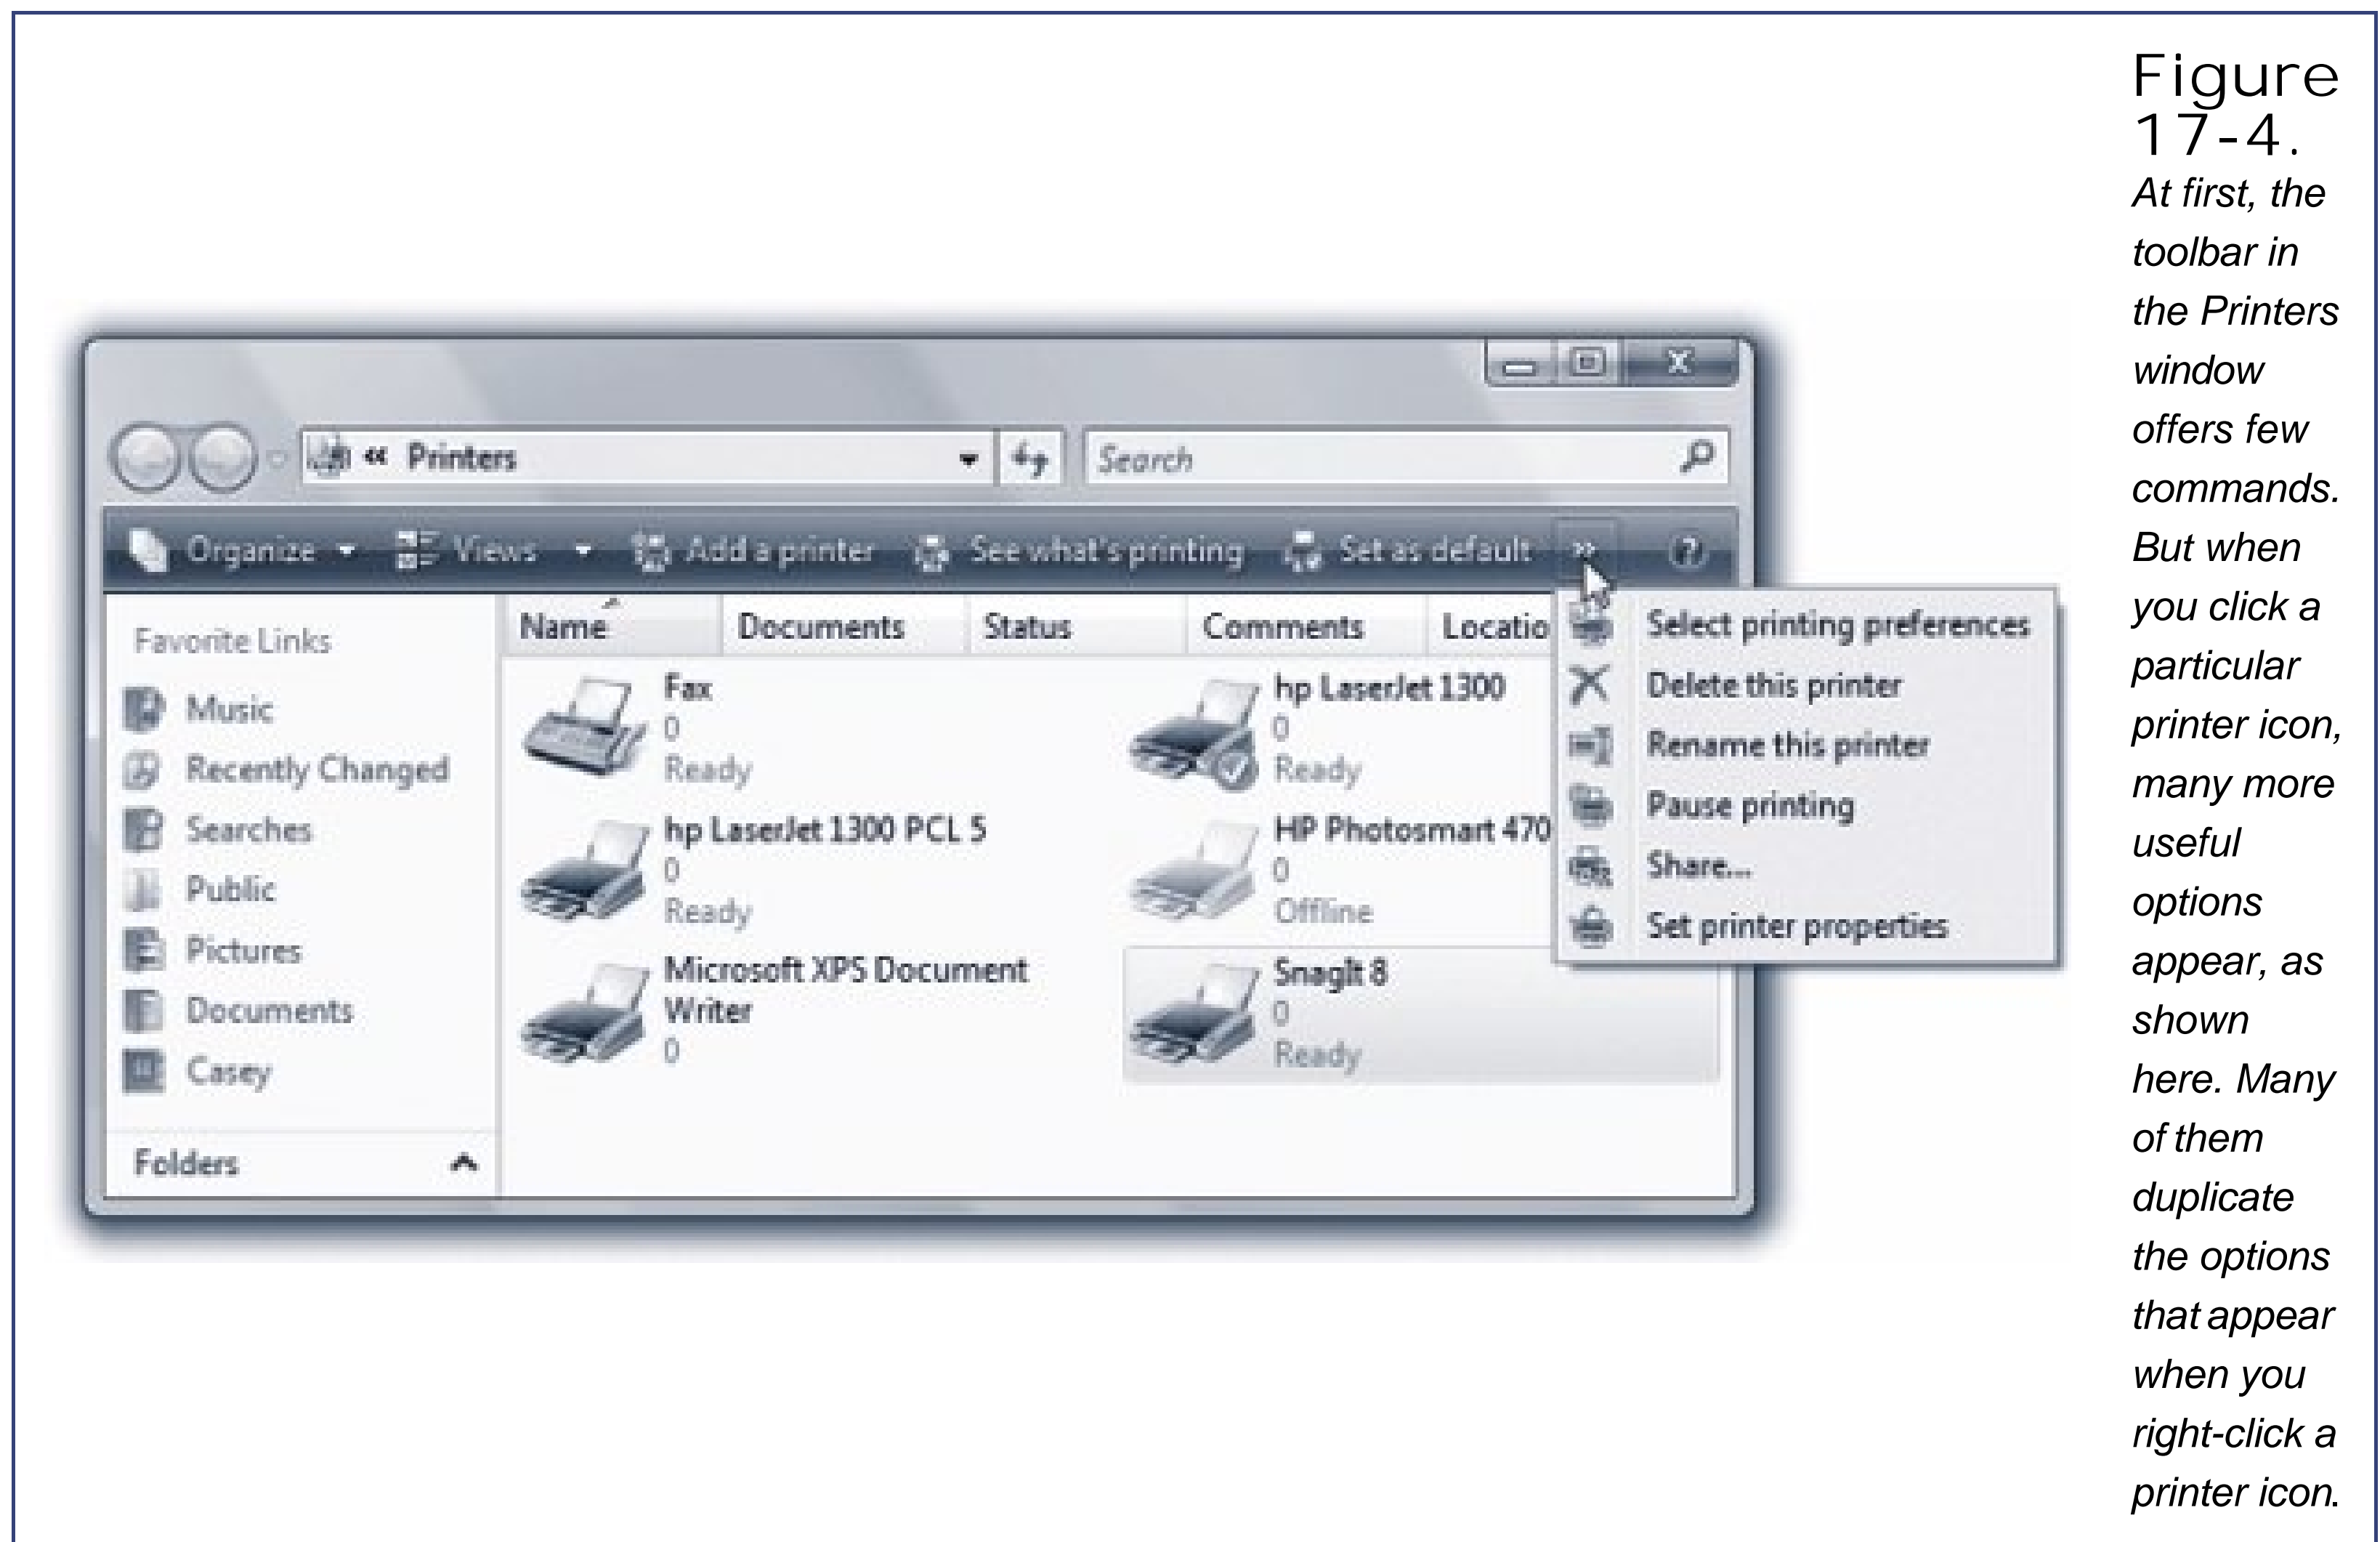 Printers
Search
Organize Views Add a printer See what's printing Set as default
Name Documents Status Comments Locatio
Favorite Links
Music
Recently Changed
Searches
Public
Pictures
Documents
Casey
Folders
Fax
0
Ready
hp LaserJet 1300
0
Ready
hp LaserJet 1300 PCL 5
0
Ready
HP Photosmart 470
0
Offline
Microsoft XPS Document
Writer
0
SnagIt 8
0
Ready
Select printing preferences
Delete this printer
Rename this printer
Pause printing
Share...
Set printer properties
Figure
17-4.
At first, the
toolbar in
the Printers
window
offers few
commands.
But when
you click a
particular
printer icon,
many more
useful
options
appear, as
shown
here. Many
of them
duplicate
the options
that appear
when you
right-click a
printer icon.